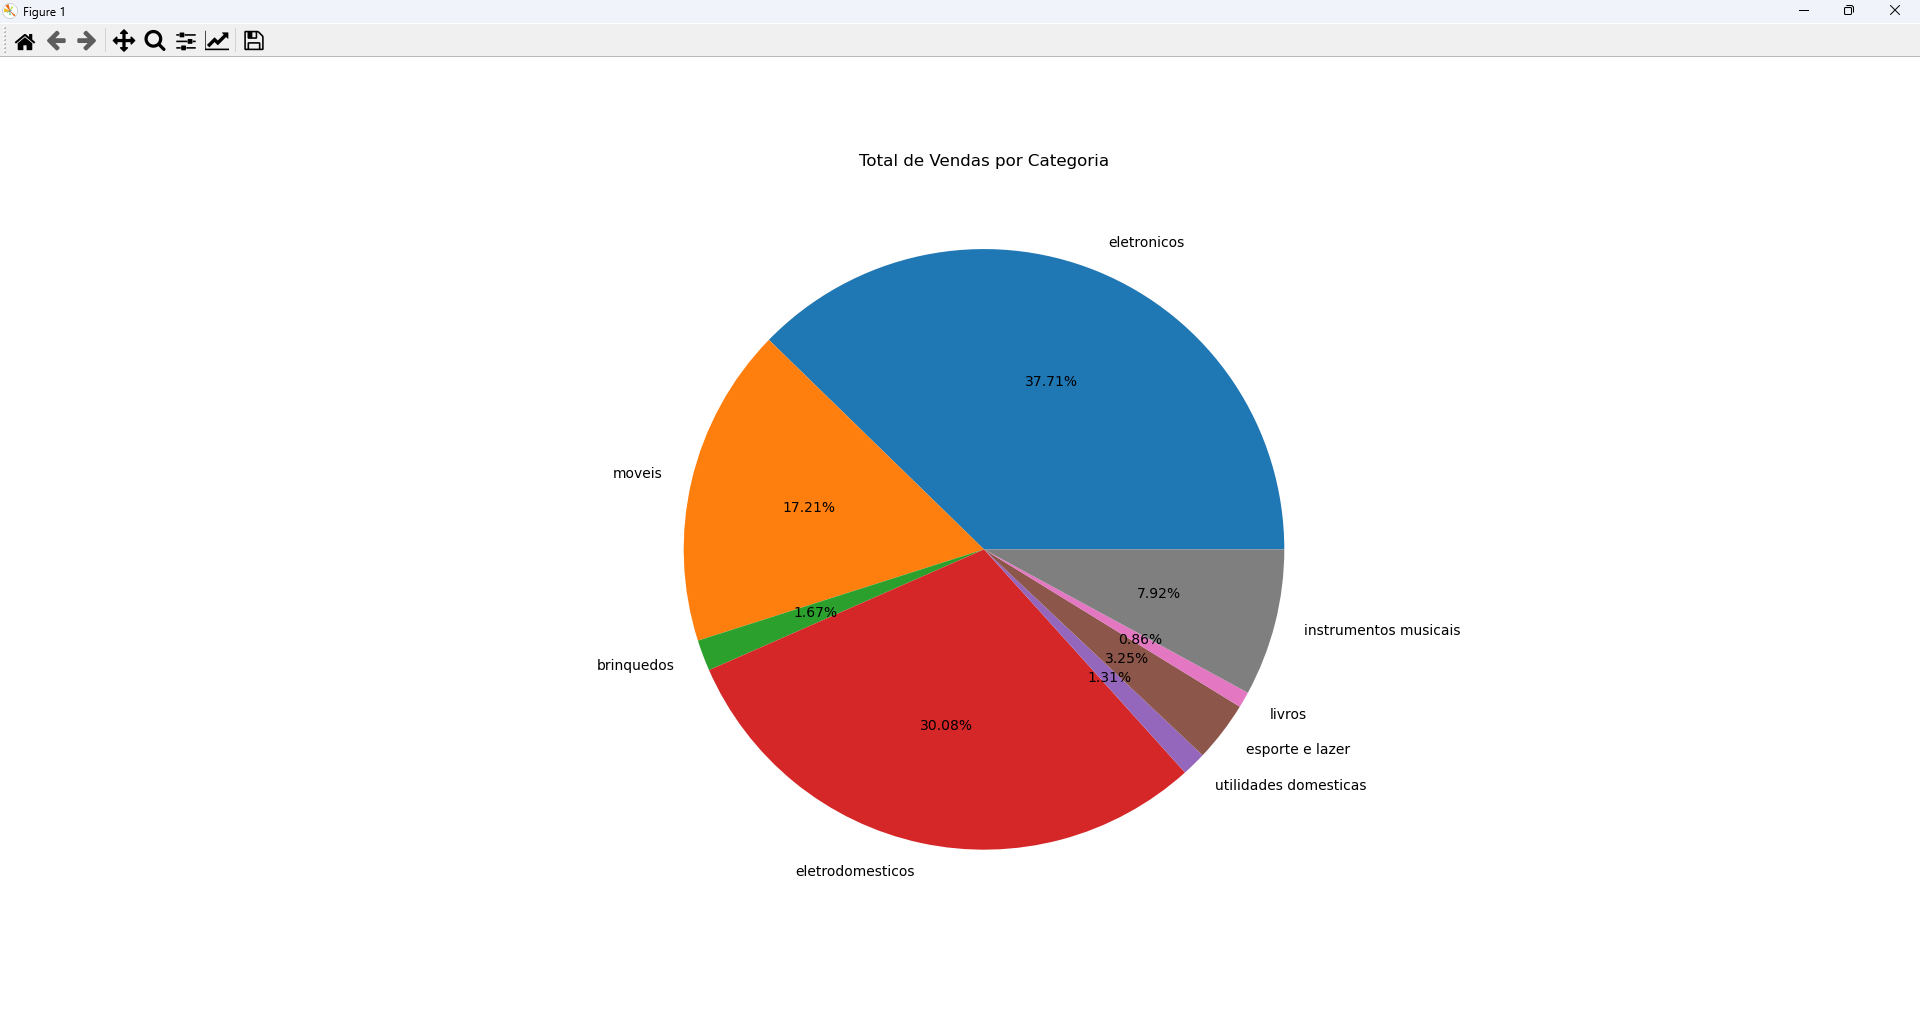 Figure 1
Total de Vendas por Categoria
eletronicos
37.71%
moveis
17.21%
7.92%
1.67%
instrumentos musicais
0.86%
3.25%
brinquedos
1.31%
livros
30.08%
esporte e lazer
utilidades domesticas
eletrodomesticos